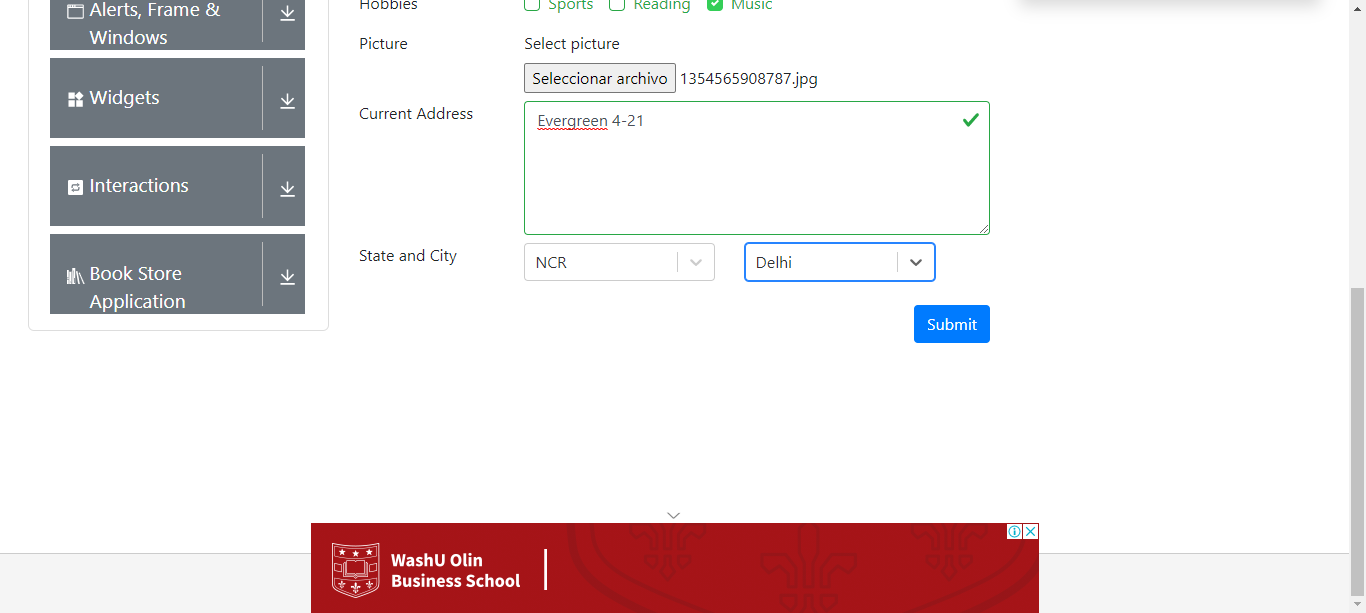 Alerts, Frame &
Windows
Widgets
Interactions
Book Store
Application
Hobbies
Sports Reading Music
Picture
Select picture
Seleccionar archivo 1354565908787.jpg
Current Address
Evergreen 4-21
State and City
NCR
Delhi
Submit
WashU Olin
Business School